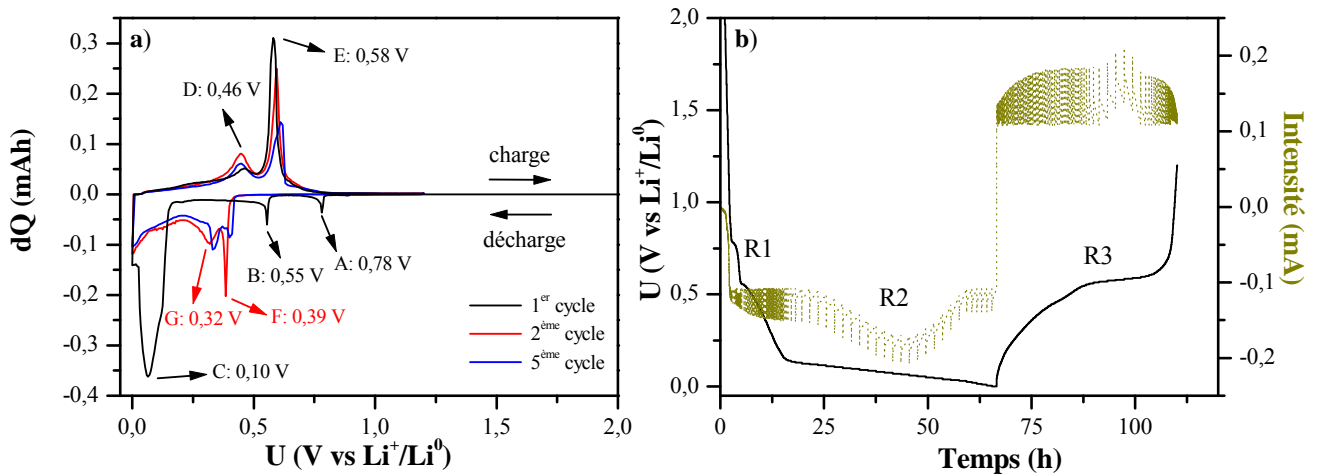 a)
dQ (mAh)
0,3
0,2
0,1
0,0
-0,1
-0,2
-0,3
-0,4
E: 0,58 V
D: 0,46 V
charge
décharge
A: 0,78 V
B: 0,55 V
G: 0,32 V
F: 0,39 V
C: 0,10 V
1er cycle
2ème cycle
5ème cycle
0,0 0,5 1,0 1,5 2,0
U (V vs Li+/Li0)
b)
U (V vs Li+/Li0)
2,0
1,5
1,0
0,5
0,0
R1
R2
R3
0,2
0,1
0,0
-0,1
-0,2
Intensité (mA)
0 25 50 75 100
Temps (h)